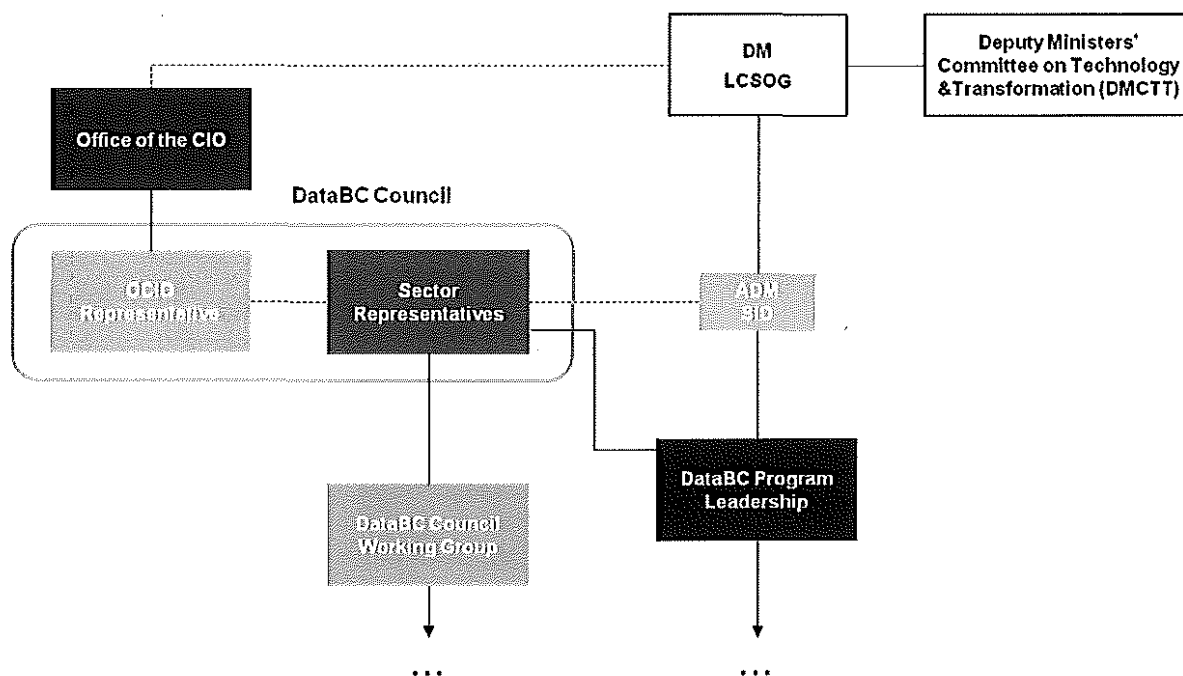 DM
LCSOG
Deputy Ministers'
Committee on Technology
&Transformation (DMCTT)
Office of the CIO
DataBC Council
OCIO
Representative
Sector
Representatives
ADM
SID
DataBC Program
Leadership
DataBC Council
Working Group
...
...